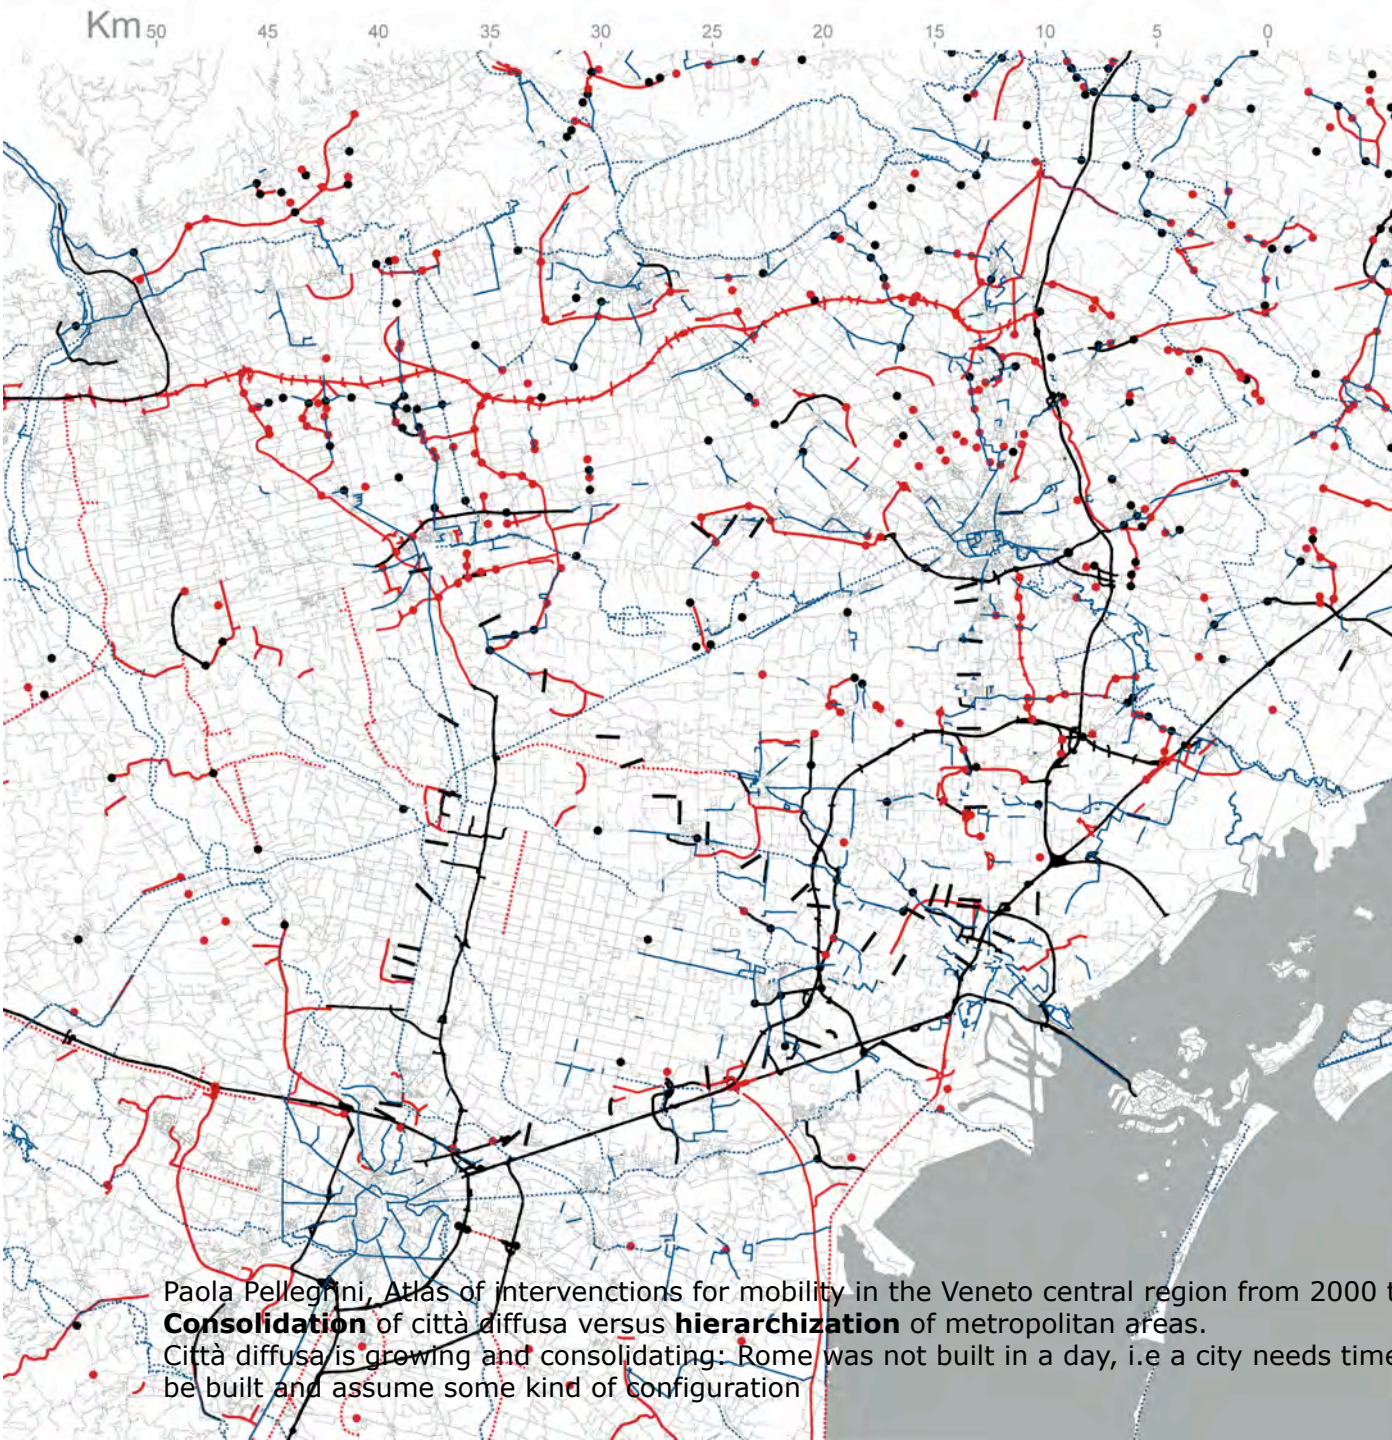 Km 50 45 40 35 30 25 20 15 10 5 0
Paola Pellegrini, Atlas of intervenctions for mobility in the Veneto central region from 2000 t
Consolidation of città diffusa versus hierarchization of metropolitan areas.
Città diffusa is growing and consolidating: Rome was not built in a day, i.e a city needs time
be built and assume some kind of configuration